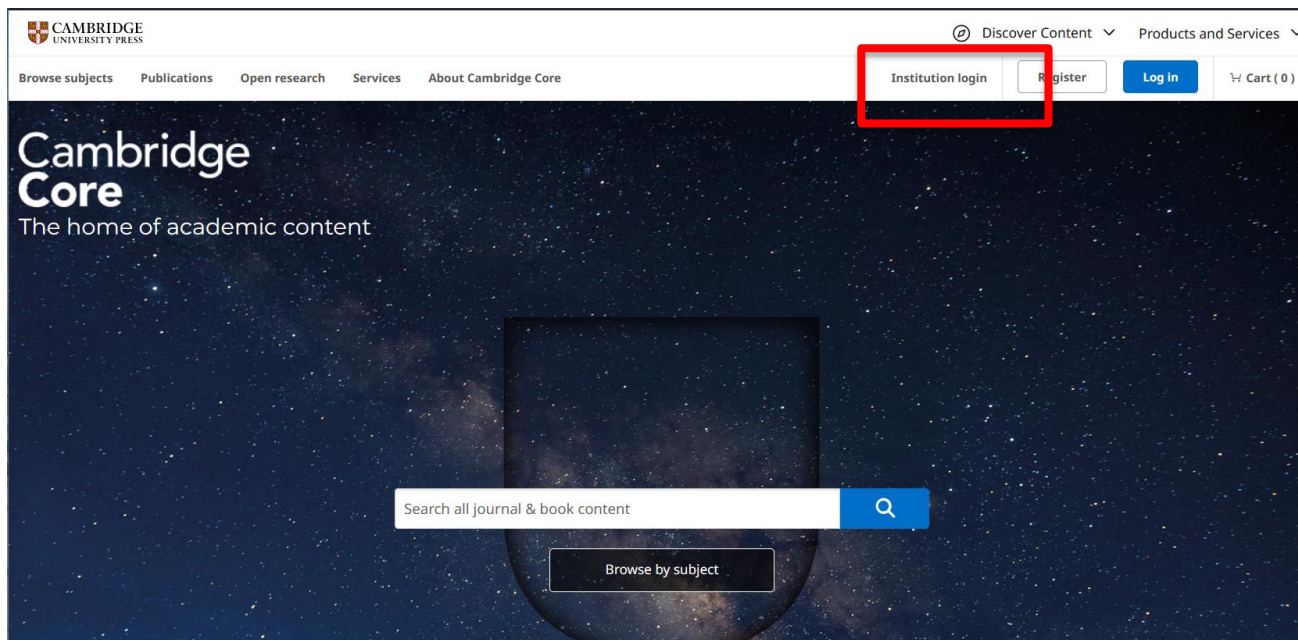 CAMBRIDGE
UNIVERSITY PRESS
Discover Content
Products and Services
Browse subjects
Publications
Open research
Services
About Cambridge Core
Institution login
Register
Log in
Cart ( 0 )
Cambridge
Core
The home of academic content
Search all journal & book content
Browse by subject